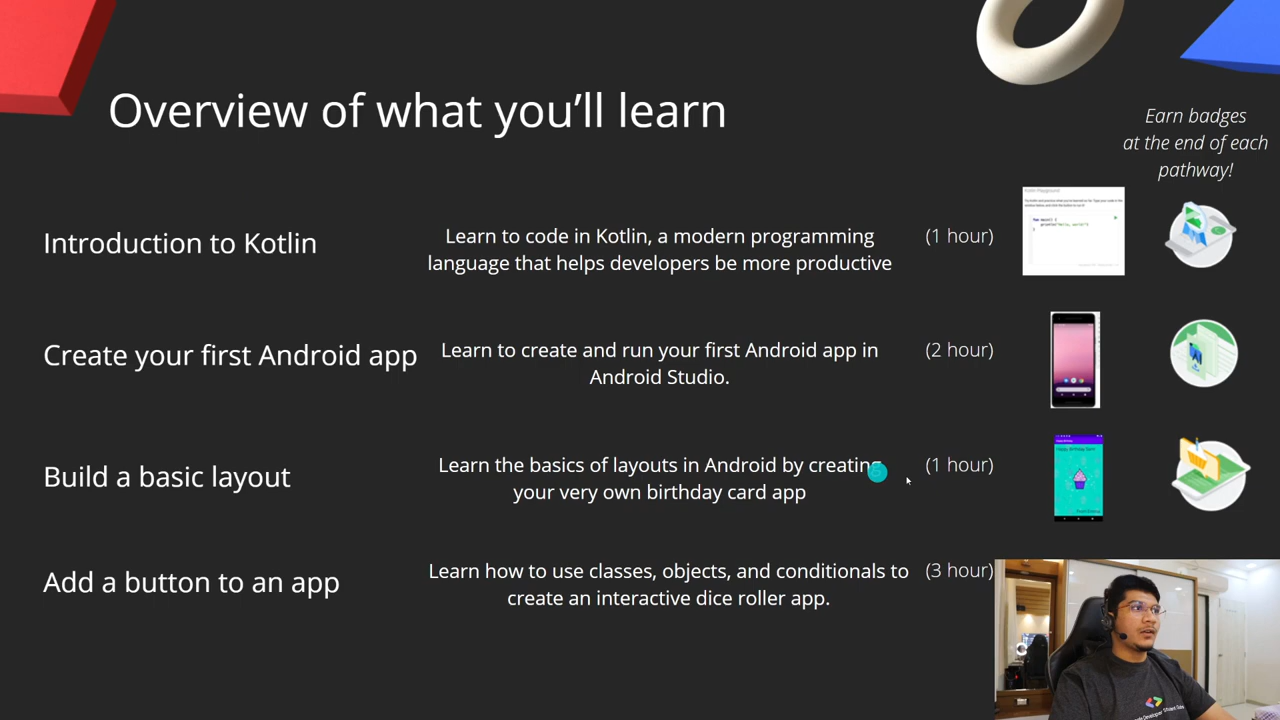 Overview of what you'll learn
Earn badges
at the end of each
pathway!
Introduction to Kotlin
Learn to code in Kotlin, a modern programming
language that helps developers be more productive
(1 hour)
Create your first Android app
Learn to create and run your first Android app in
Android Studio.
(2 hour)
Build a basic layout
Learn the basics of layouts in Android by creating
your very own birthday card app
(1 hour)
Add a button to an app
Learn how to use classes, objects, and conditionals to
create an interactive dice roller app.
(3 hour)